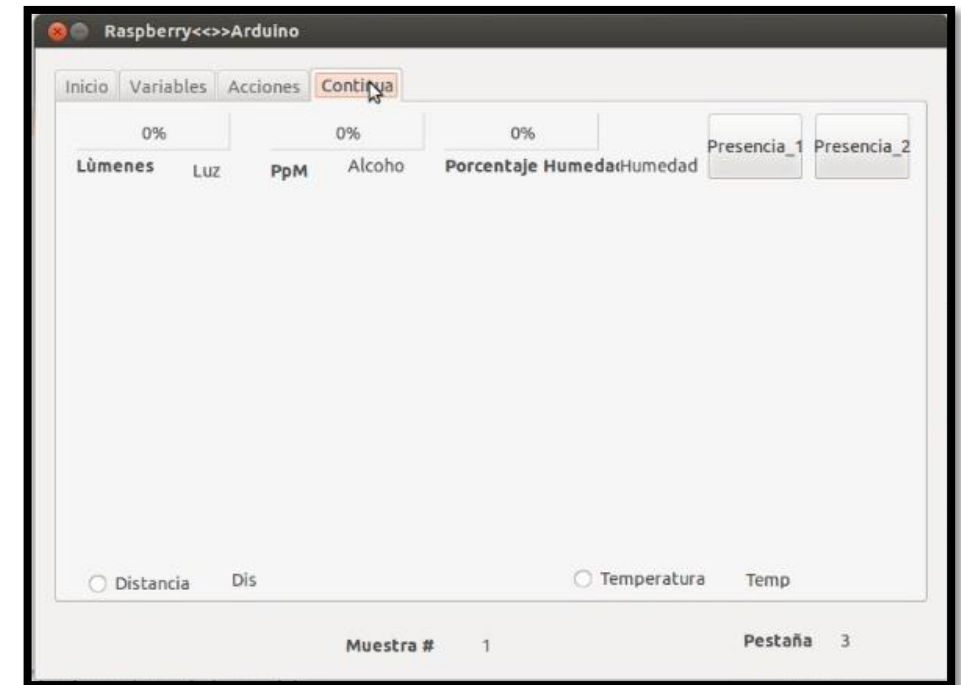 Raspberry<<>>Arduino
Inicio Variables Acciones Continua
0% 0% 0%
Presencia_1 Presencia_2
Lùmenes Luz PpM Alcoho Porcentaje Humedad Humedad
Distancia Dis Temperatura Temp
Muestra # 1 Pestaña 3